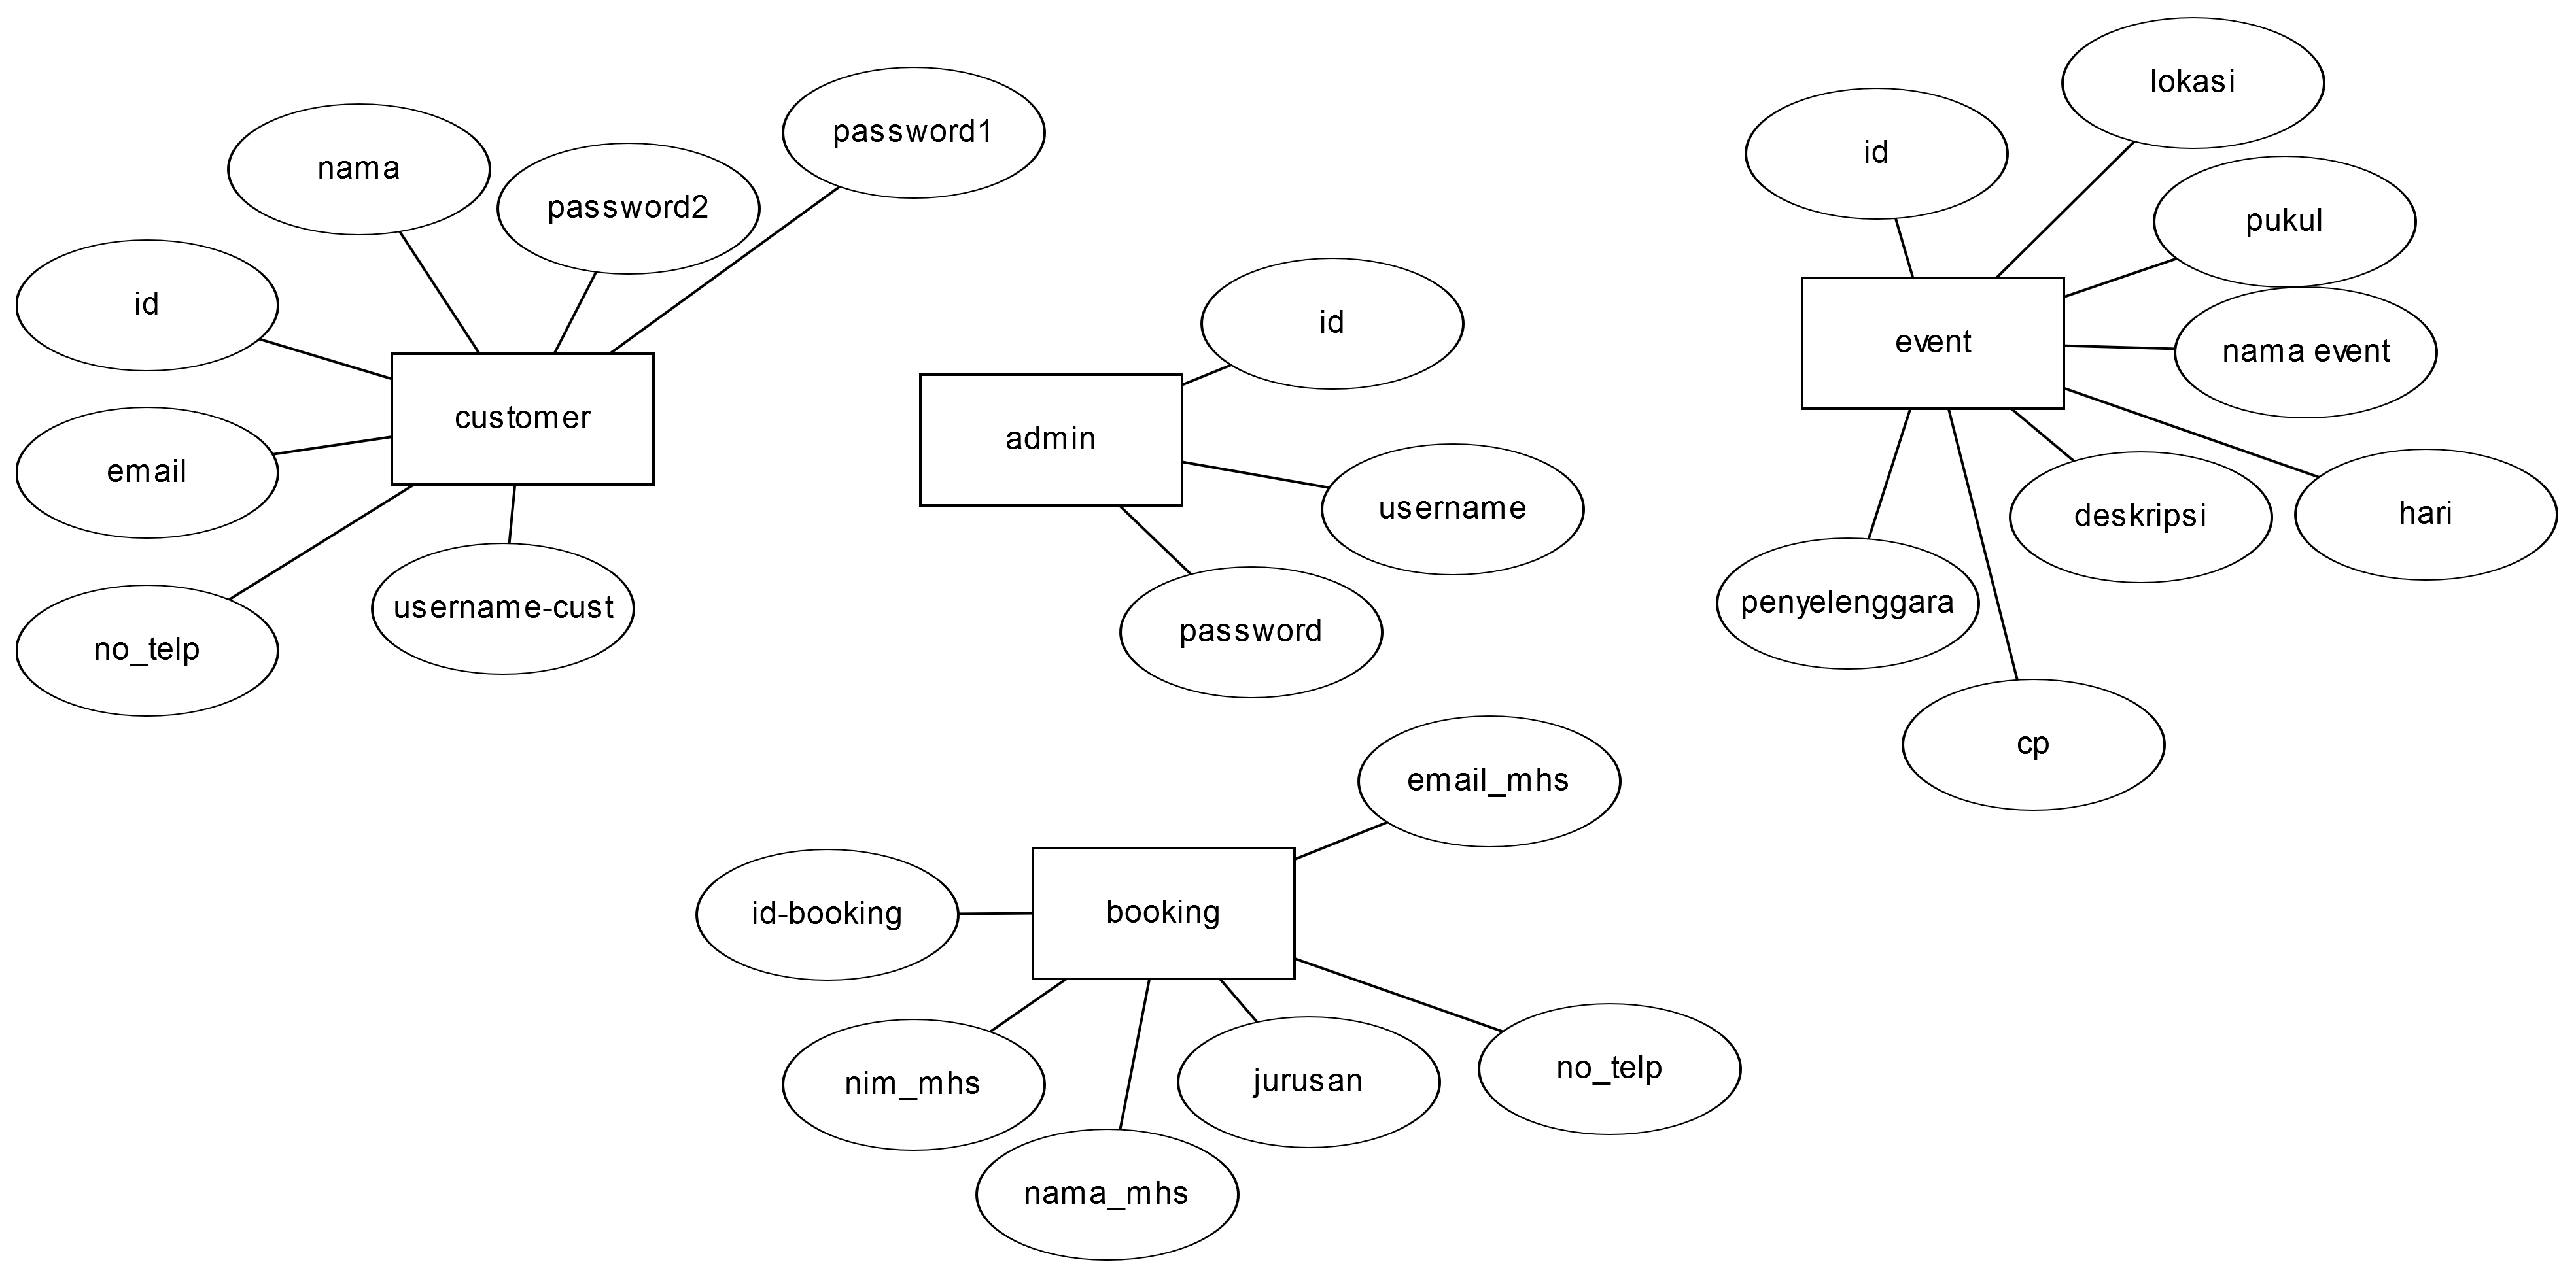 lokasi
password1
id
nama
password2
pukul
id
id
event
nama event
customer
admin
email
username
deskripsi
hari
username-cust
penyelenggara
password
no_telp
cp
email_mhs
id-booking
booking
nim_mhs
jurusan
no_telp
nama_mhs